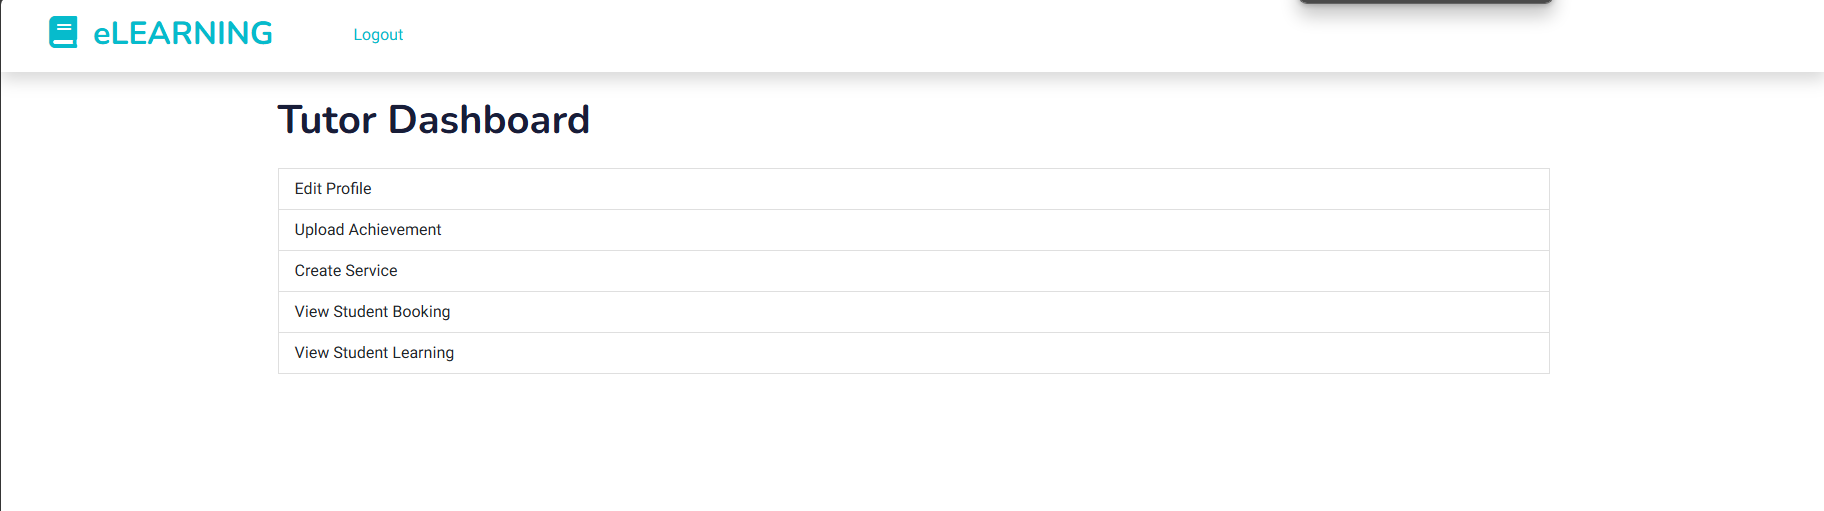 eLEARNING
Logout
Tutor Dashboard
Edit Profile
Upload Achievement
Create Service
View Student Booking
View Student Learning